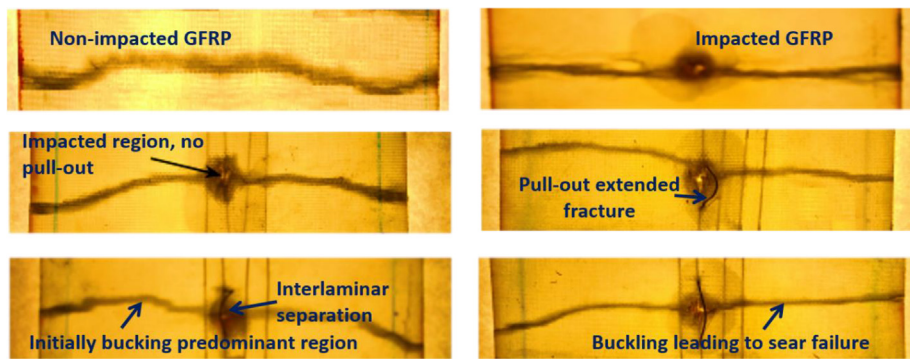 Non-impacted GFRP
Impacted GFRP
Impacted region, no
pull-out
Pull-out extended
fracture
Interlaminar
separation
Initially bucking predominant region
Buckling leading to sear failure